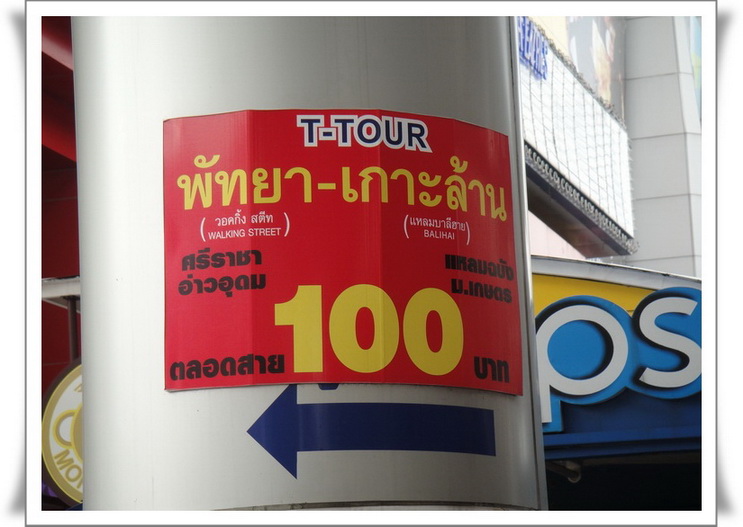 T-TOUR
พัทยา-เกาะล้าน
(วอคกิ้ง สตีท WALKING STREET) (แหลมบาลีฮาย BALIHAI)
ศรีราชา แหลมฉบัง
อ่าวอุดม ม.เกษตร
ตลอดสาย 100 บาท
ps